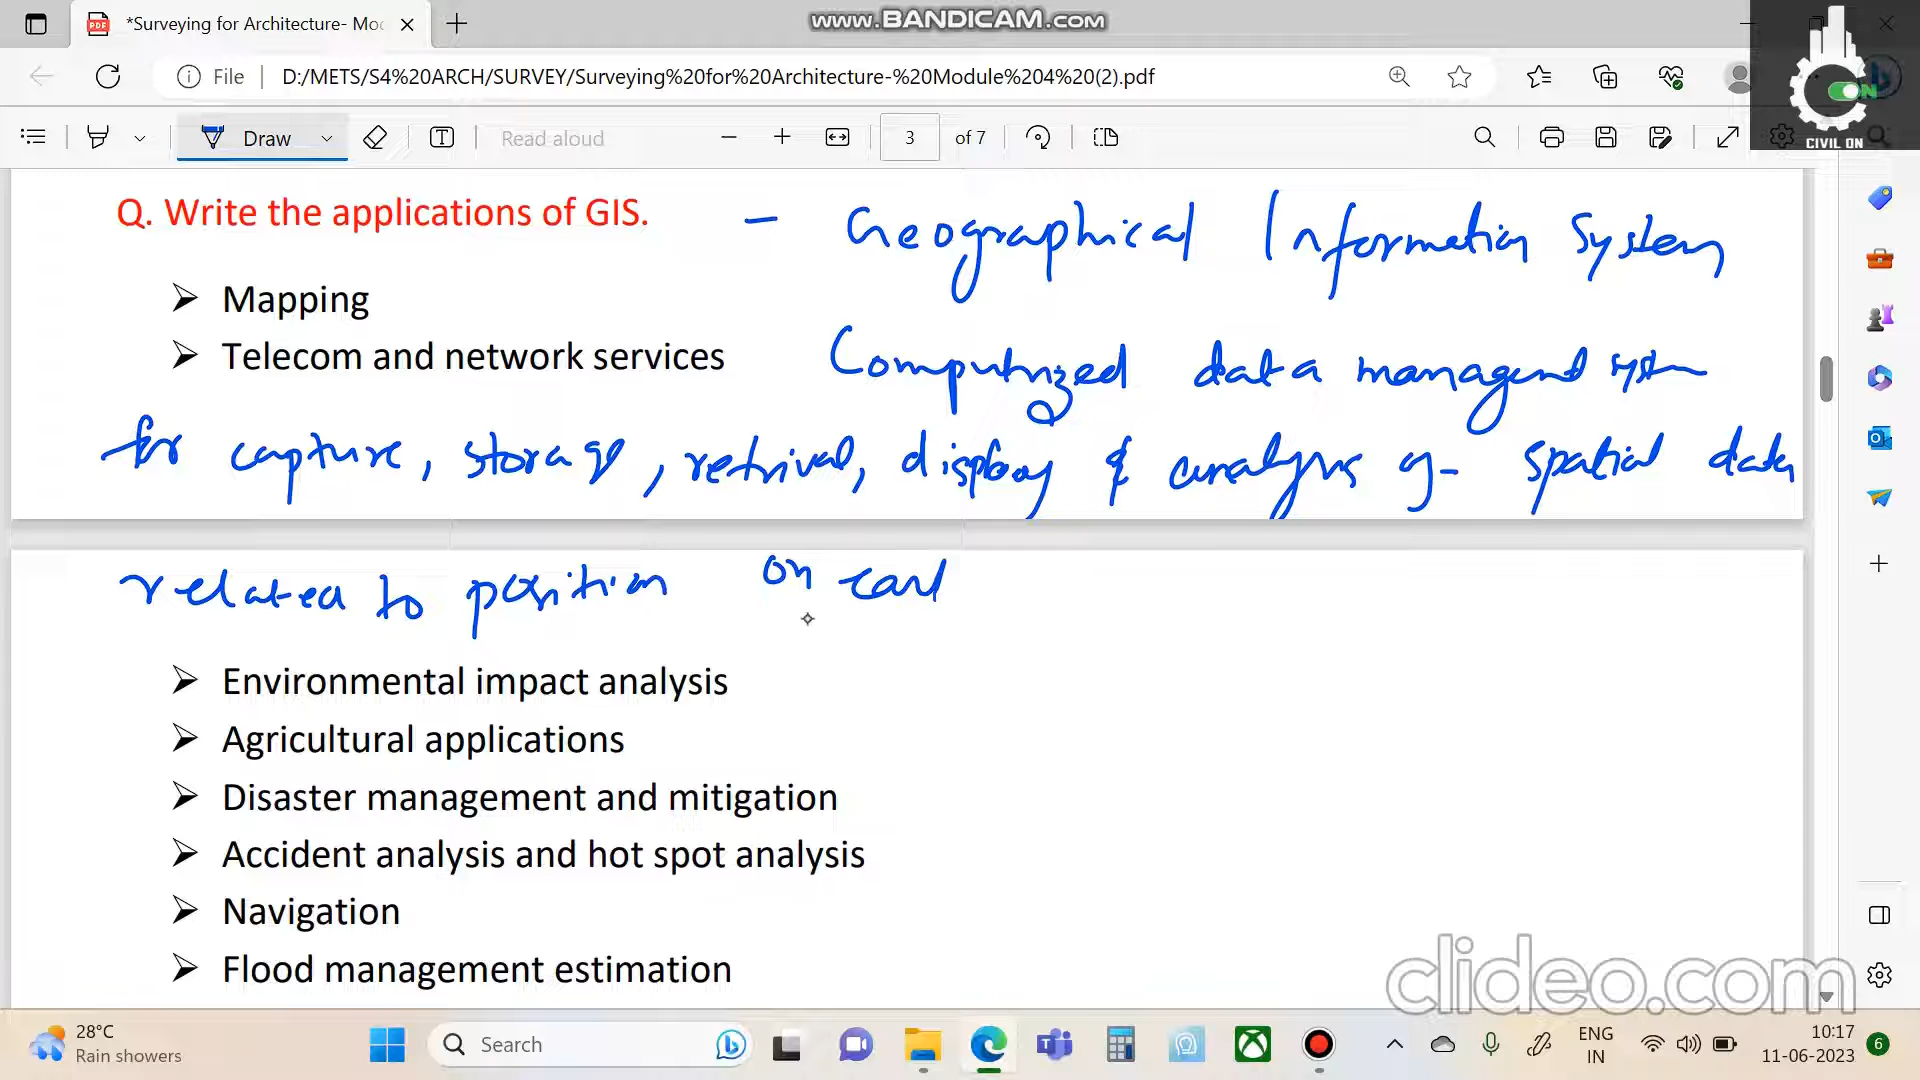 *Surveying for Architecture- Mod
www.BANDICAM.com
File
D:/METS/S4%20ARCH/SURVEY/Surveying%20for%20Architecture-%20Module%204%20(2).pdf
Draw
Read aloud
3 of 7
CIVIL ON
Q. Write the applications of GIS. - Geographical Information System
Mapping
Telecom and network services
Computrized data management system
for capture, storage, retrival, display & analysis of spatial data
related to position on eart
Environmental impact analysis
Agricultural applications
Disaster management and mitigation
Accident analysis and hot spot analysis
Navigation
Flood management estimation
clideo.com
28°C
Rain showers
Search
ENG
IN
10:17
11-06-2023
6